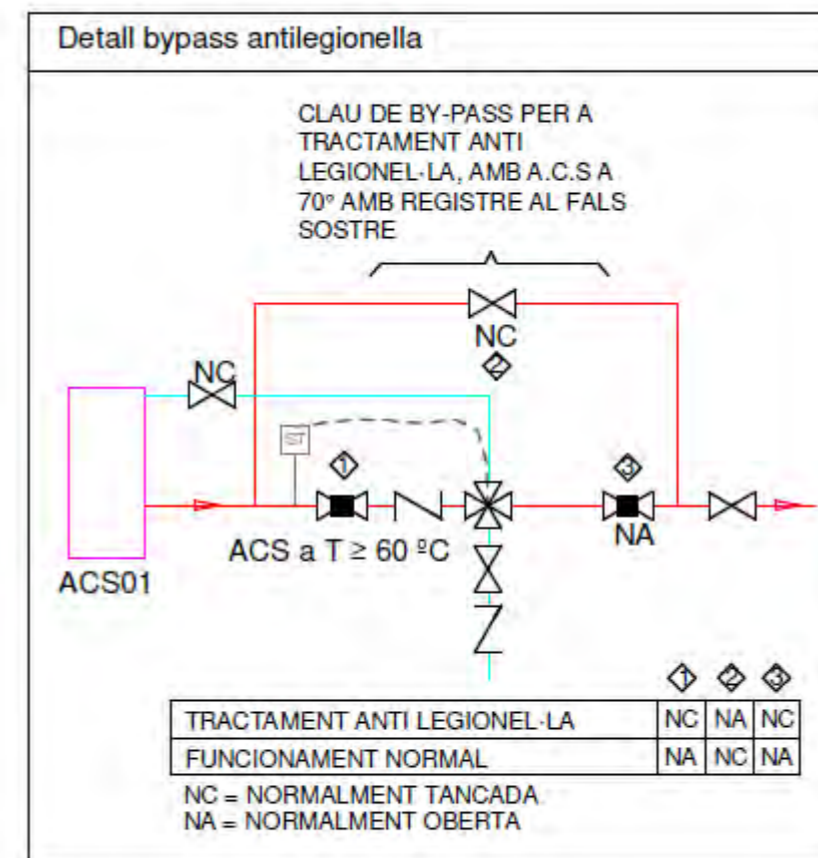 Detall bypass antilegionella
CLAU DE BY-PASS PER A
TRACTAMENT ANTI
LEGIONEL·LA, AMB A.C.S A
70º AMB REGISTRE AL FALS
SOSTRE
NC
2
NC
ST
1
3
NA
ACS a T ≥ 60 ºC
ACS01
1 2 3
TRACTAMENT ANTI LEGIONEL·LA NC NA NC
FUNCIONAMENT NORMAL NA NC NA
NC = NORMALMENT TANCADA
NA = NORMALMENT OBERTA